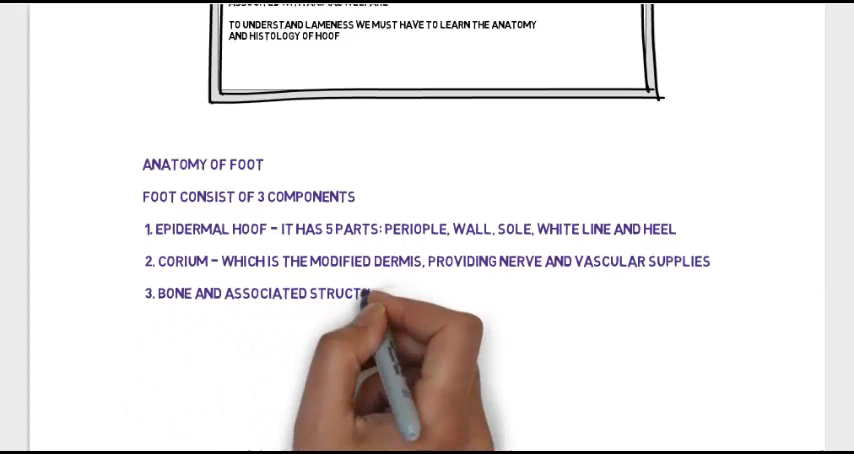 TO UNDERSTAND LAMENESS WE MUST HAVE TO LEARN THE ANATOMY
AND HISTOLOGY OF HOOF
ANATOMY OF FOOT
FOOT CONSIST OF 3 COMPONENTS
1. EPIDERMAL HOOF - IT HAS 5 PARTS: PERIOPLE, WALL, SOLE, WHITE LINE AND HEEL
2. CORIUM - WHICH IS THE MODIFIED DERMIS, PROVIDING NERVE AND VASCULAR SUPPLIES
3. BONE AND ASSOCIATED STRUCT